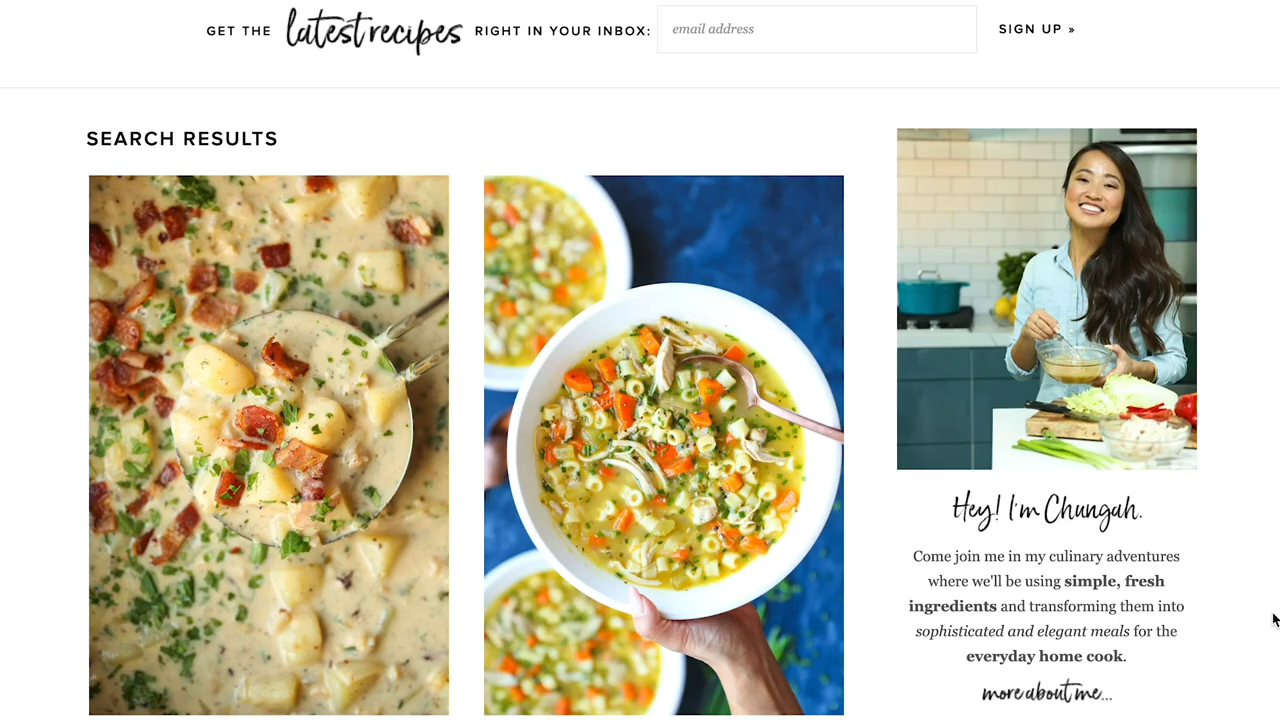 GET THE latest recipes RIGHT IN YOUR INBOX: email address SIGN UP »
SEARCH RESULTS
Hey! I'm Chungah.
Come join me in my culinary adventures
where we'll be using simple, fresh
ingredients and transforming them into
sophisticated and elegant meals for the
everyday home cook.
more about me...